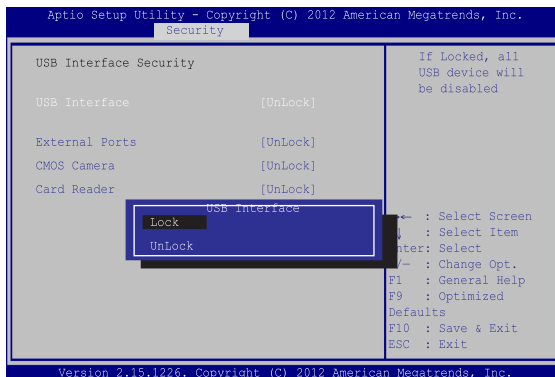 Aptio Setup Utility - Copyright (C) 2012 American Megatrends, Inc.
Security
USB Interface Security
USB Interface [UnLock]
External Ports [UnLock]
CMOS Camera [UnLock]
Card Reader [UnLock]
USB Interface
Lock
UnLock
If Locked, all
USB device will
be disabled
: Select Screen
: Select Item
nter: Select
/— : Change Opt.
F1 : General Help
F9 : Optimized
Defaults
F10 : Save & Exit
ESC : Exit
Version 2.15.1226. Copyright (C) 2012 American Megatrends, Inc.